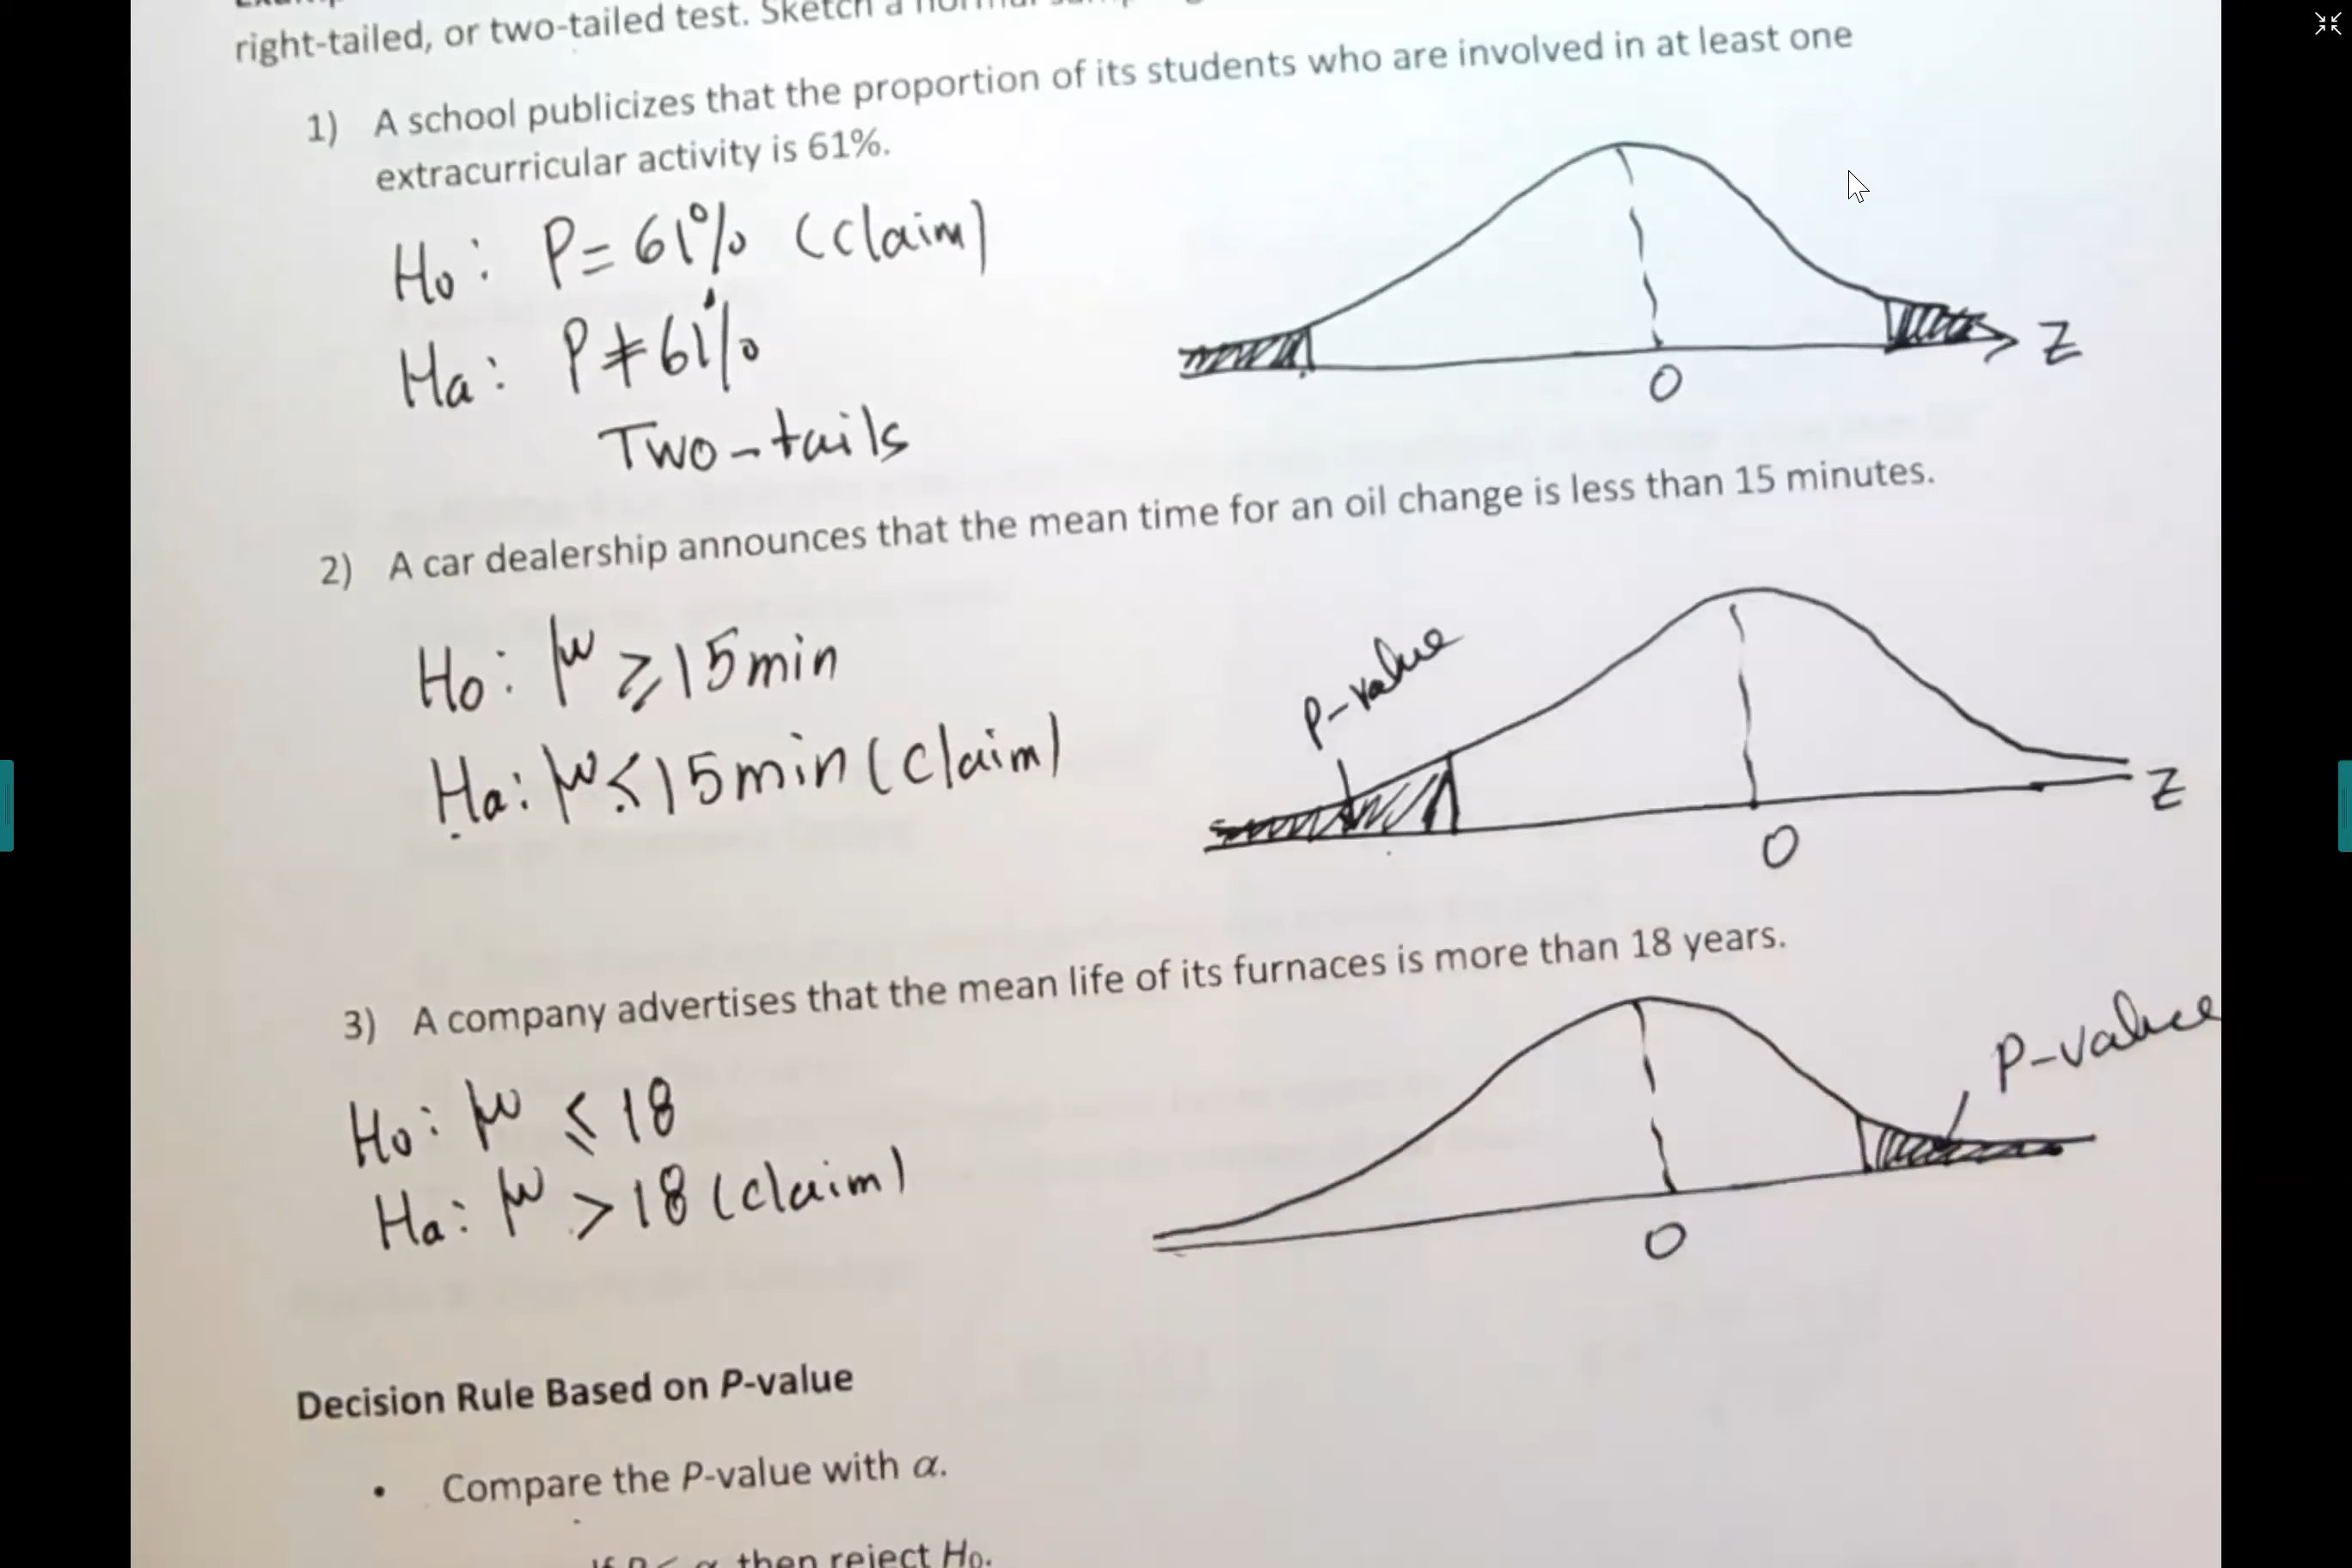 right-tailed, or two-tailed test. Sketch a
1) A school publicizes that the proportion of its students who are involved in at least one
extracurricular activity is 61%.
Ho: P = 61% (claim)
Ha: P ≠ 61%
Two-tails
Z
0
2) A car dealership announces that the mean time for an oil change is less than 15 minutes.
Ho: μ ≥ 15 min
Ha: μ < 15 min (claim)
P-value
Z
0
3) A company advertises that the mean life of its furnaces is more than 18 years.
Ho: μ ≤ 18
Ha: μ > 18 (claim)
P-value
0
Decision Rule Based on P-value
• Compare the P-value with α.
then reject H0.